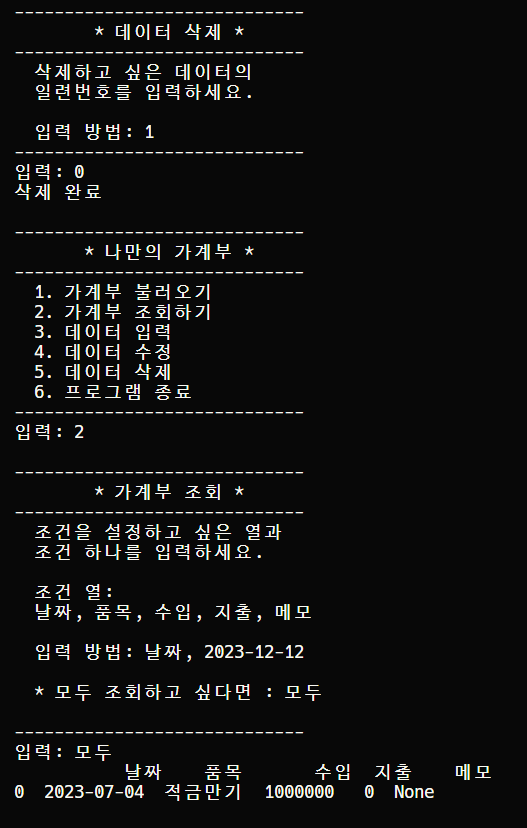 -----------------------------
* 데이터 삭제 *
-----------------------------
삭제하고 싶은 데이터의
일련번호를 입력하세요.
입력 방법: 1
-----------------------------
입력: 0
삭제 완료
-----------------------------
* 나만의 가계부 *
-----------------------------
1. 가계부 불러오기
2. 가계부 조회하기
3. 데이터 입력
4. 데이터 수정
5. 데이터 삭제
6. 프로그램 종료
-----------------------------
입력: 2
-----------------------------
* 가계부 조회 *
-----------------------------
조건을 설정하고 싶은 열과
조건 하나를 입력하세요.
조건 열:
날짜, 품목, 수입, 지출, 메모
입력 방법: 날짜, 2023-12-12
* 모두 조회하고 싶다면 : 모두
-----------------------------
입력: 모두
날짜 품목 수입 지출 메모
0 2023-07-04 적금만기 1000000 0 None